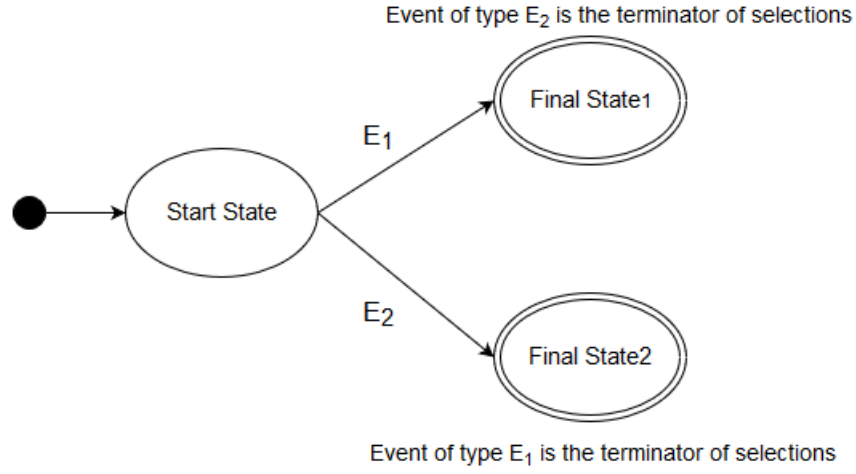 Event of type E₂ is the terminator of selections
Final State1
E₁
Start State
E₂
Final State2
Event of type E₁ is the terminator of selections